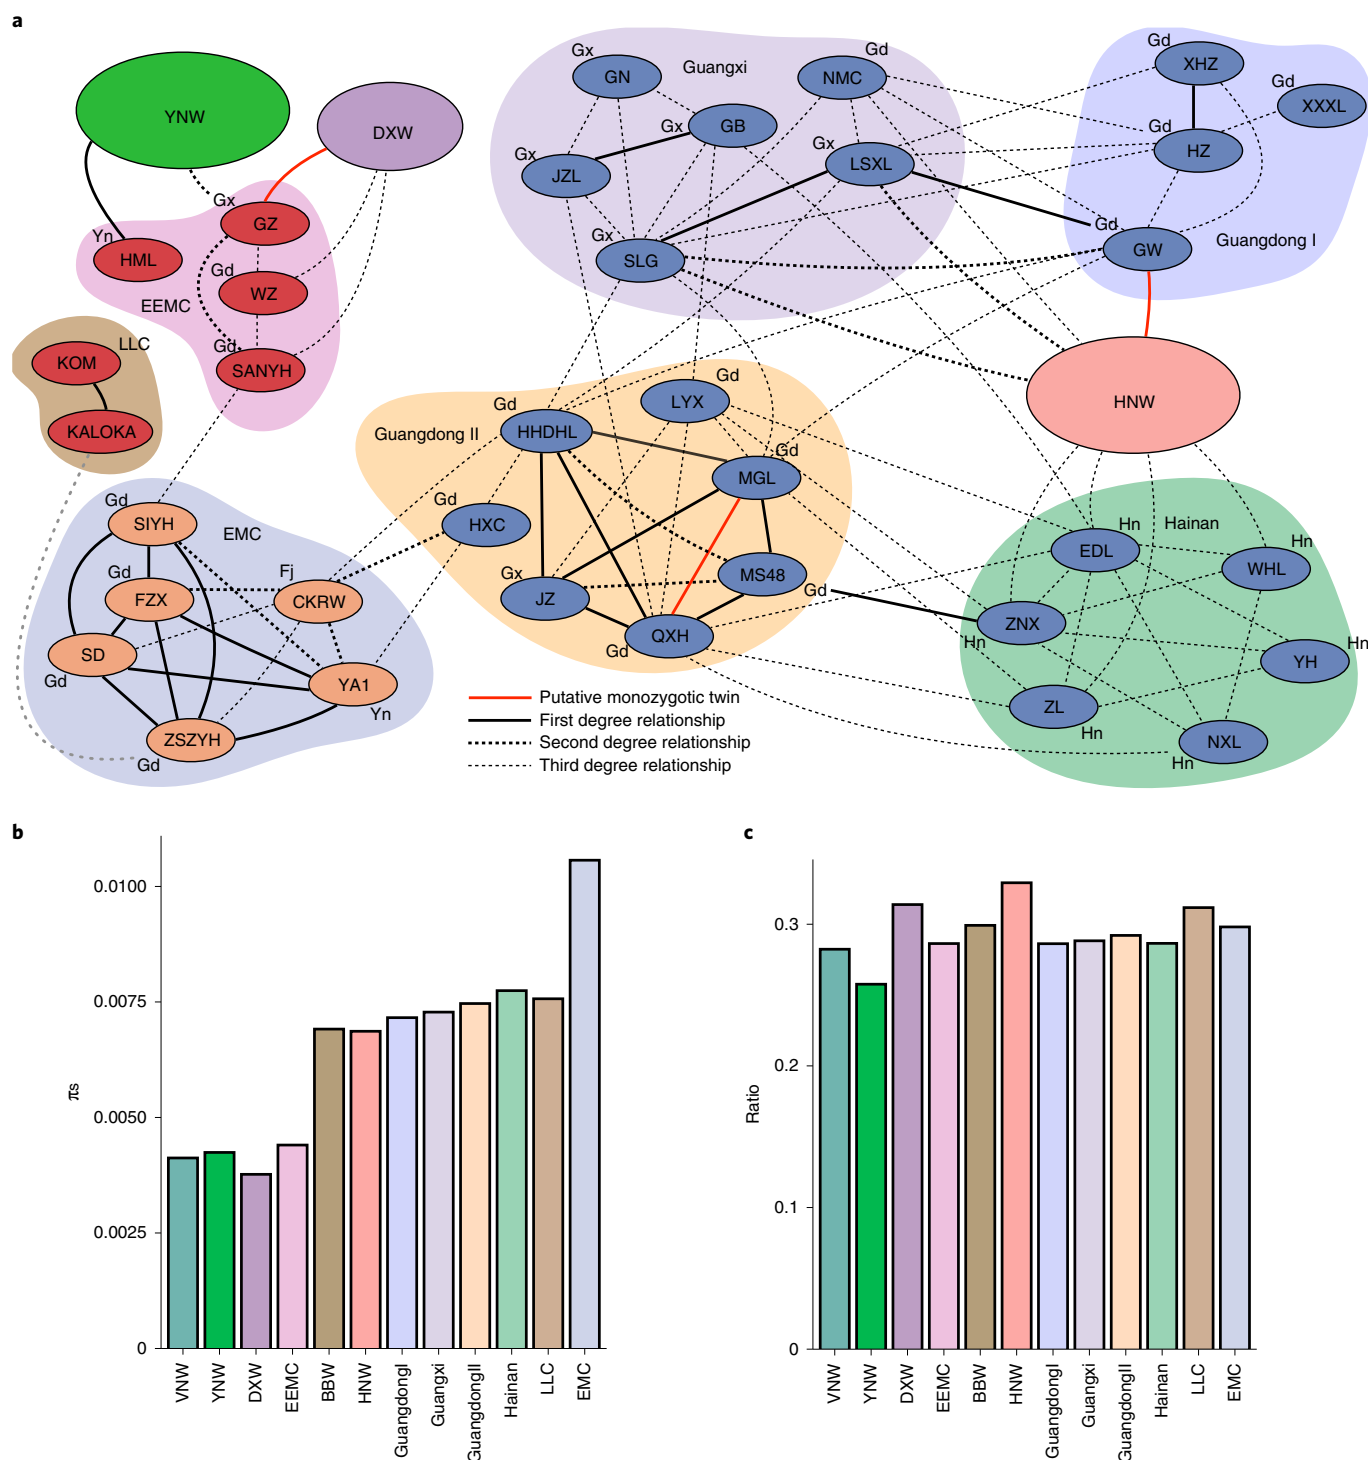 a
YNW
DXW
Gx
GZ
Yn
HML
Gd
WZ
EEMC
Gd
SANYH
LLC
KOM
KALOKA
Gx
GN
Guangxi
Gd
NMC
Gx
GB
Gx
JZL
Gx
LSXL
Gx
SLG
Gd
XHZ
Gd
XXXL
Gd
HZ
Gd
GW
Guangdong I
HNW
Gd
LYX
Gd
HHDHL
Guangdong II
Gd
MGL
Gd
HXC
Gx
JZ
MS48
Gd
QXH
Gd
Gd
SIYH
EMC
Gd
FZX
Fj
CKRW
SD
Gd
YA1
Yn
ZSZYH
Gd
Hn
Hainan
EDL
Hn
WHL
ZNX
Hn
Hn
YH
ZL
Hn
NXL
Hn
Putative monozygotic twin
First degree relationship
Second degree relationship
Third degree relationship
b
0.0100
0.0075
0.0050
0.0025
0
πs
VNW
YNW
DXW
EEMC
BBW
HNW
GuangdongI
Guangxi
GuangdongII
Hainan
LLC
EMC
c
0.3
0.2
0.1
0
Ratio
VNW
YNW
DXW
EEMC
BBW
HNW
GuangdongI
Guangxi
GuangdongII
Hainan
LLC
EMC